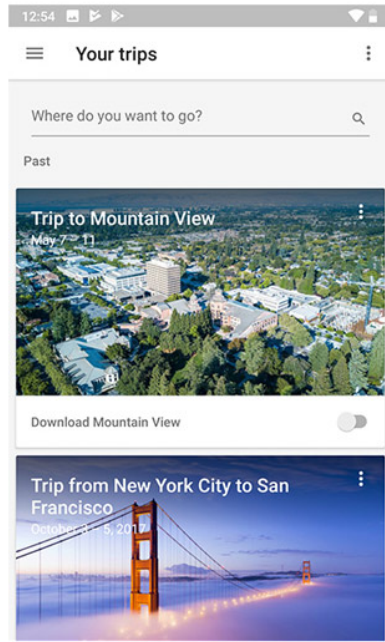 12:54
Your trips
Where do you want to go?
Past
Trip to Mountain View
May 7 – 11
Download Mountain View
Trip from New York City to San
Francisco
October 3 – 5, 2017